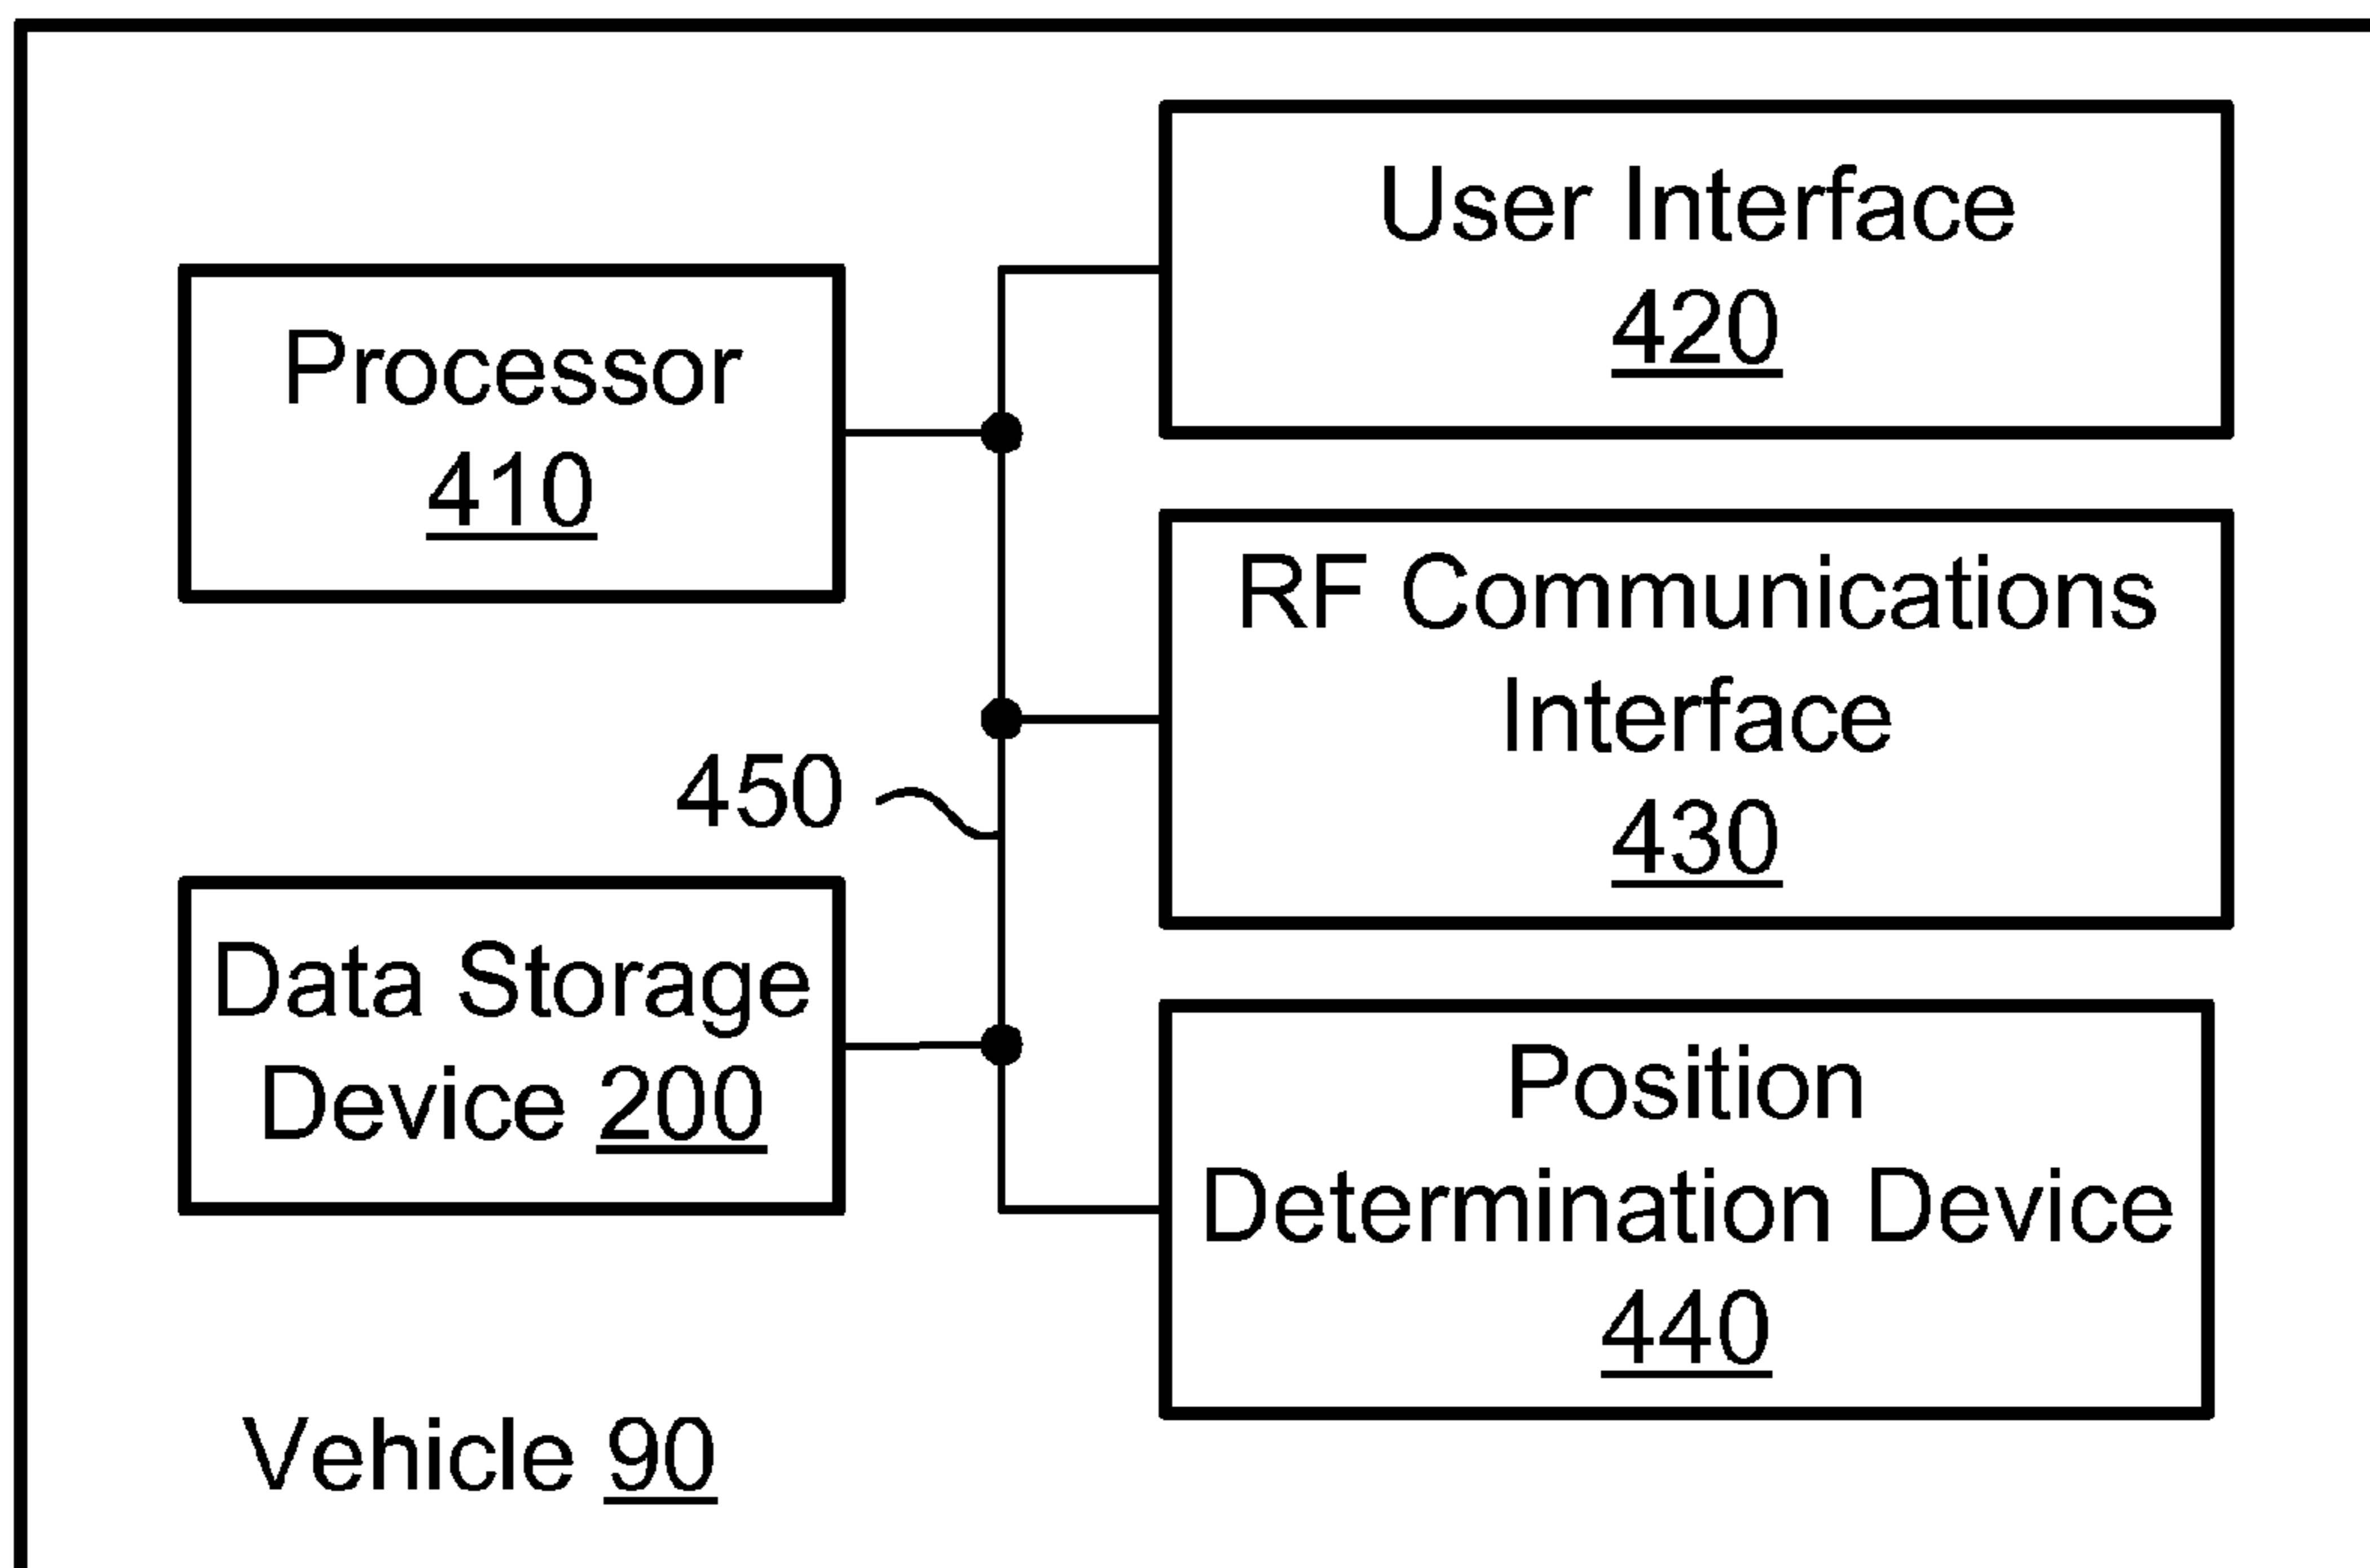 User Interface
420
Processor
410
RF Communications
Interface
430
450
Data Storage
Device 200
Position
Determination Device
440
Vehicle 90